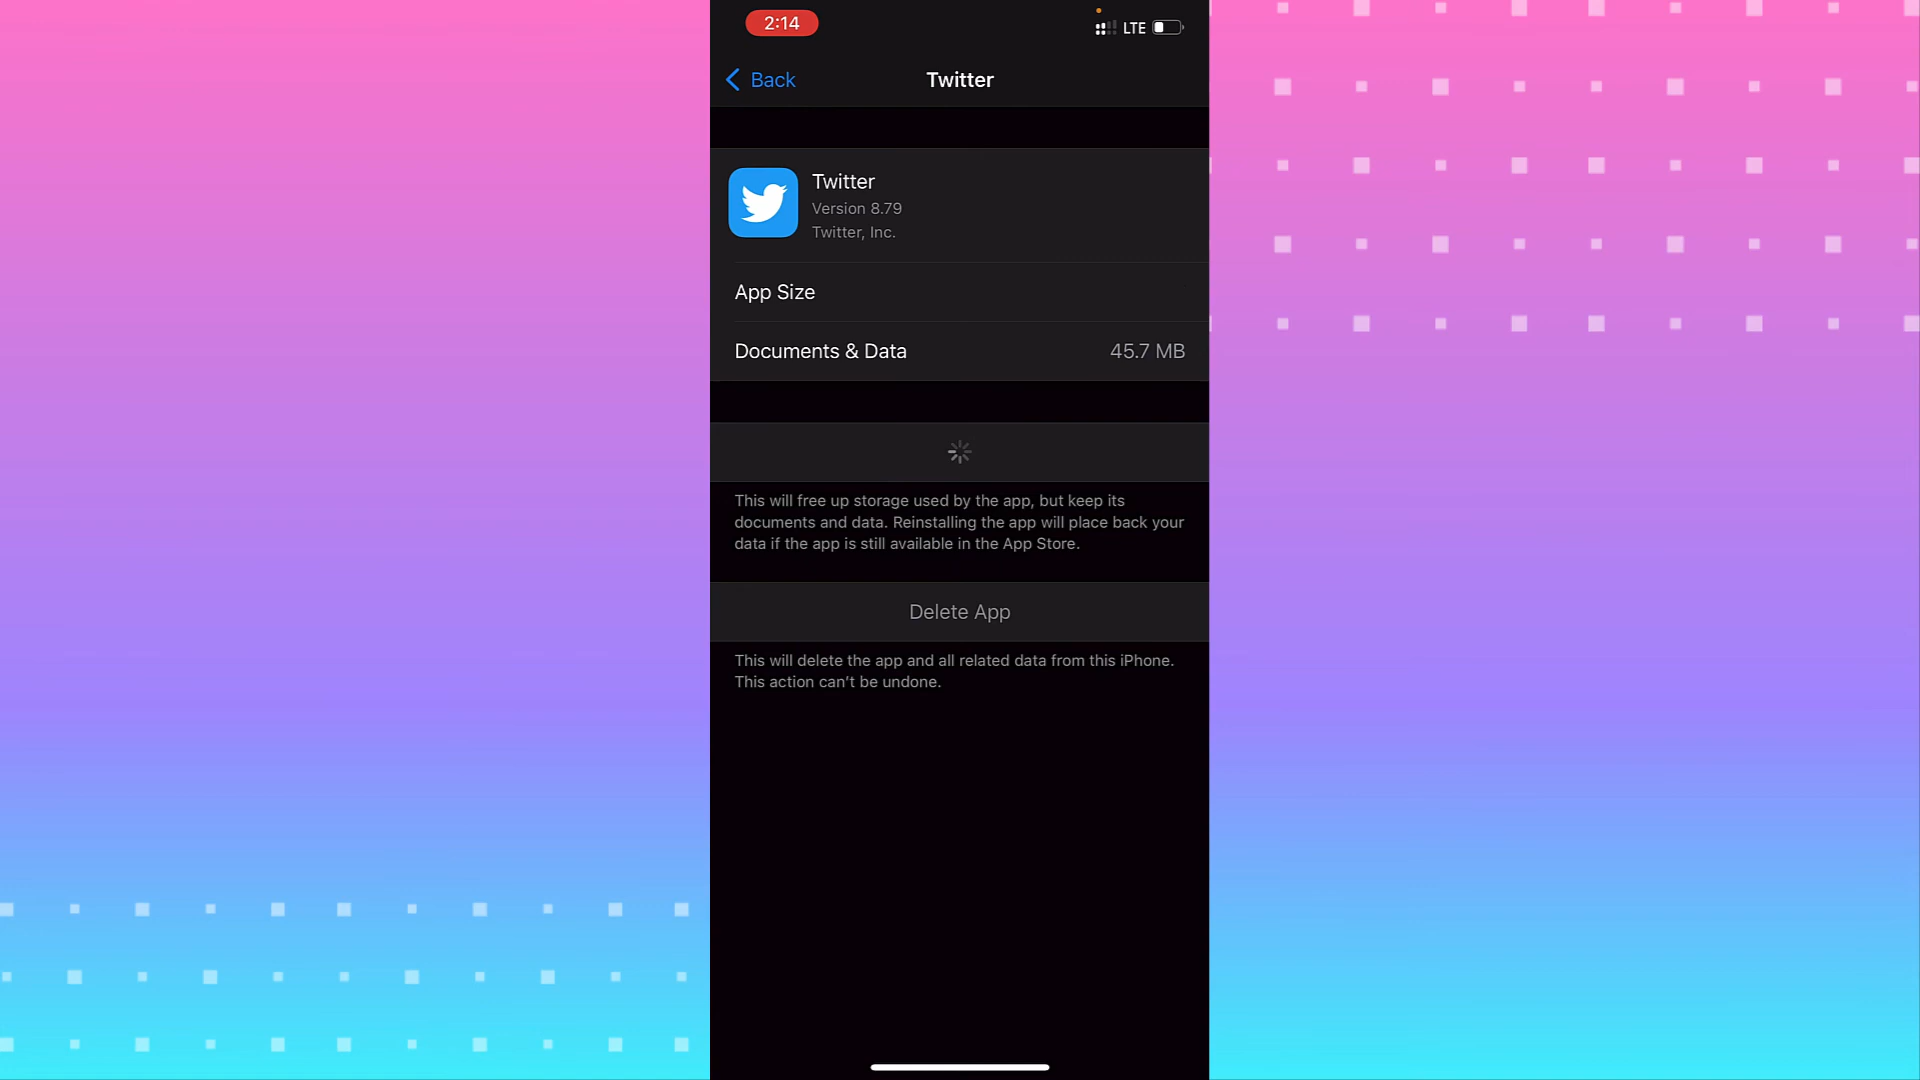 2:14
LTE
Back
Twitter
Twitter
Version 8.79
Twitter, Inc.
App Size
Documents & Data 45.7 MB
This will free up storage used by the app, but keep its
documents and data. Reinstalling the app will place back your
data if the app is still available in the App Store.
Delete App
This will delete the app and all related data from this iPhone.
This action can’t be undone.